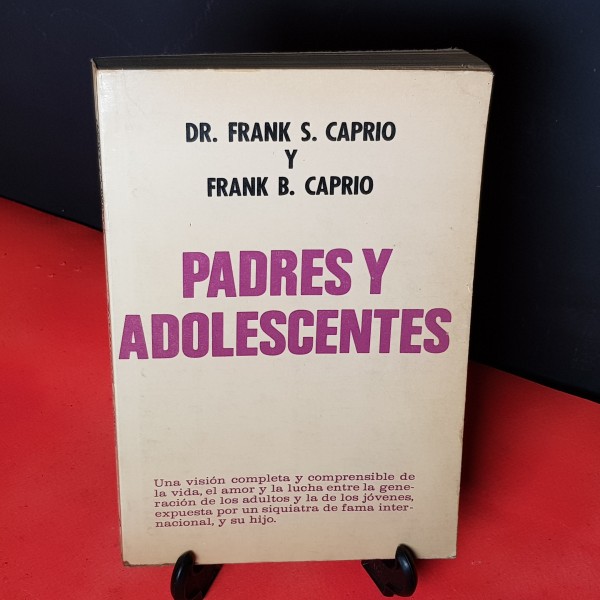 DR. FRANK S. CAPRIO
Y
FRANK B. CAPRIO
PADRES Y
ADOLESCENTES
Una visión completa y comprensible de
la vida, el amor y la lucha entre la gene-
ración de los adultos y la de los jóvenes,
expuesta por un siquiatra de fama inter-
nacional, y su hijo.